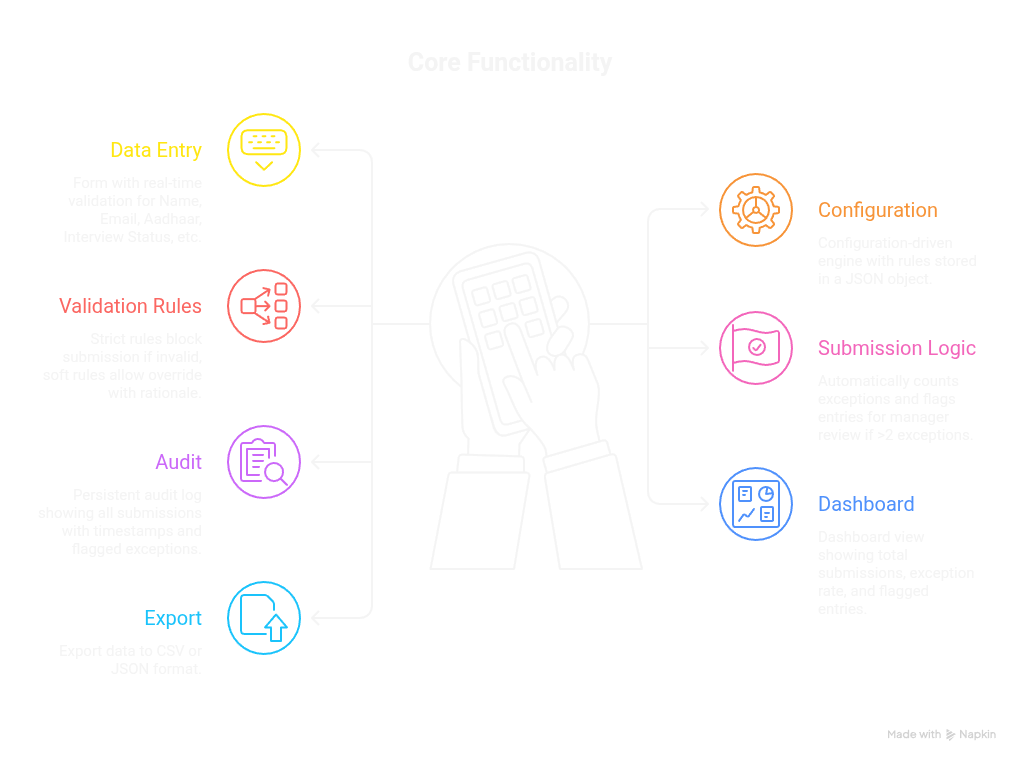 Core Functionality
Data Entry
Form with real-time
validation for Name,
Email, Aadhaar,
Interview Status, etc.
Validation Rules
Strict rules block
submission if invalid,
soft rules allow override
with rationale.
Audit
Persistent audit log
showing all submissions
with timestamps and
flagged exceptions.
Export
Export data to CSV or
JSON format.
Configuration
Configuration-driven
engine with rules stored
in a JSON object.
Submission Logic
Automatically counts
exceptions and flags
entries for manager
review if >2 exceptions.
Dashboard
Dashboard view
showing total
submissions, exception
rate, and flagged
entries.
Made with Napkin